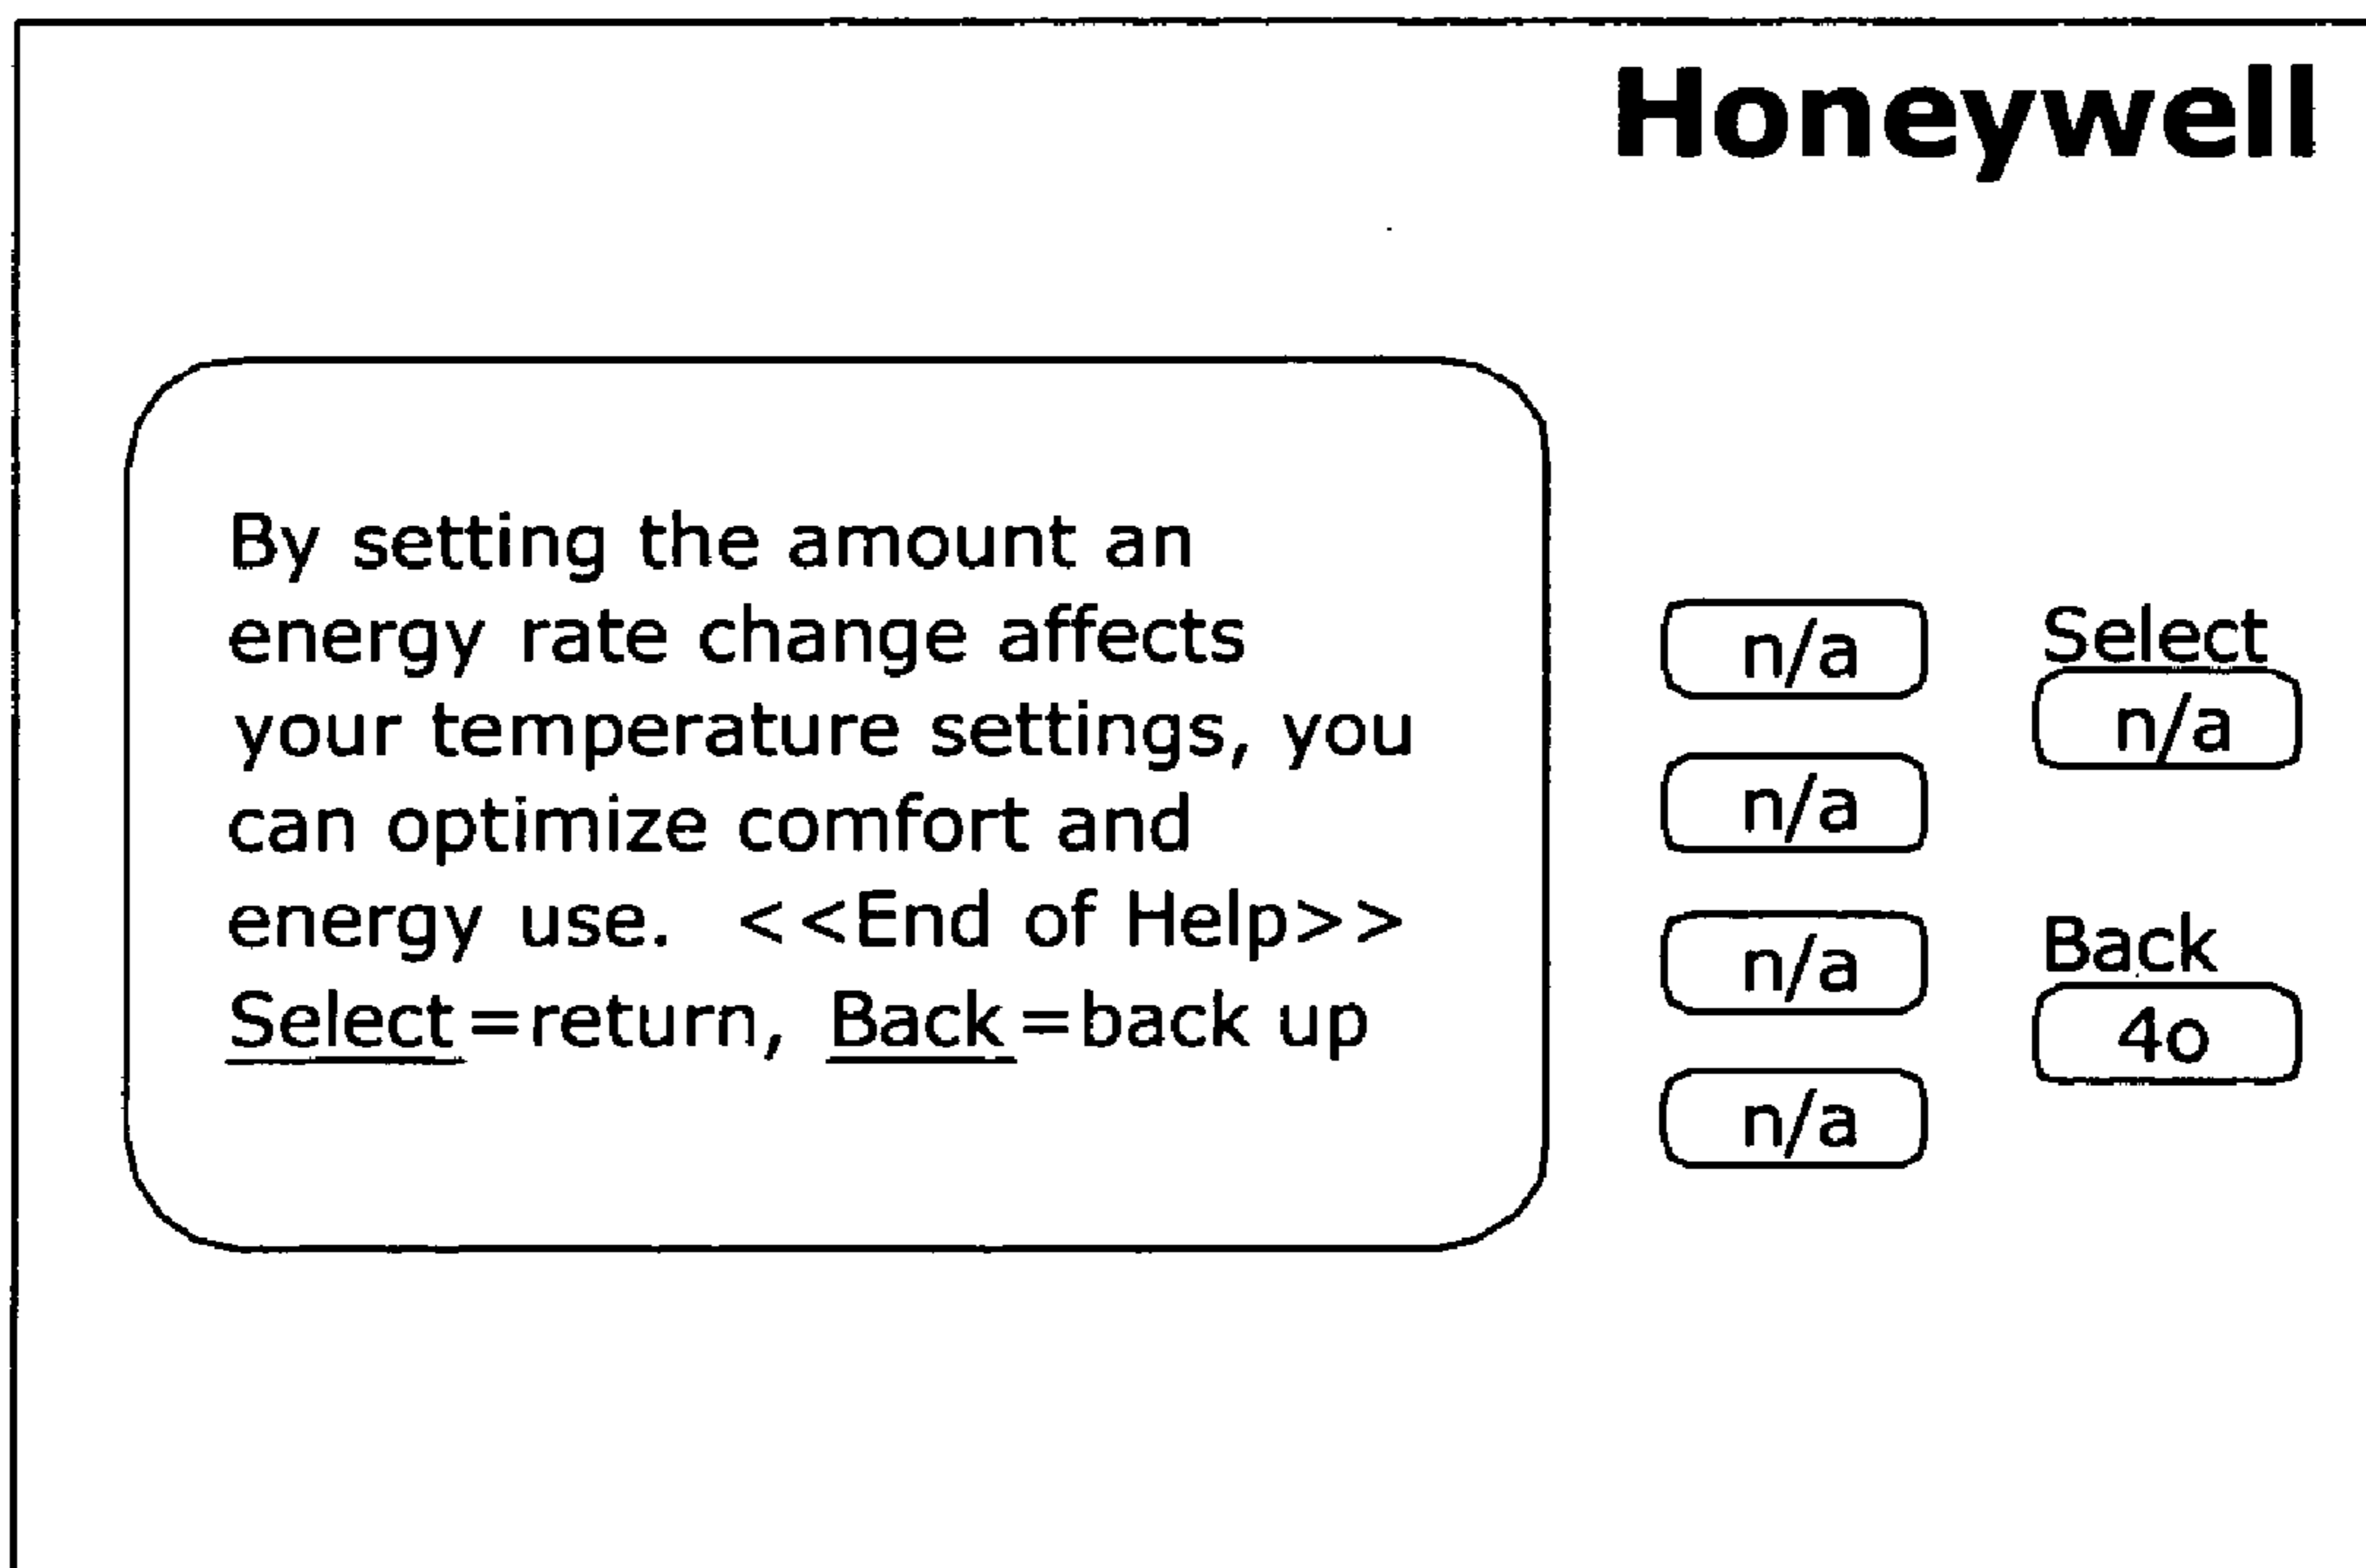 Honeywell
By setting the amount an
energy rate change affects
your temperature settings, you
can optimize comfort and
energy use. <<End of Help>>
Select=return, Back=back up
n/a
n/a
n/a
n/a
Select
n/a
Back
4o